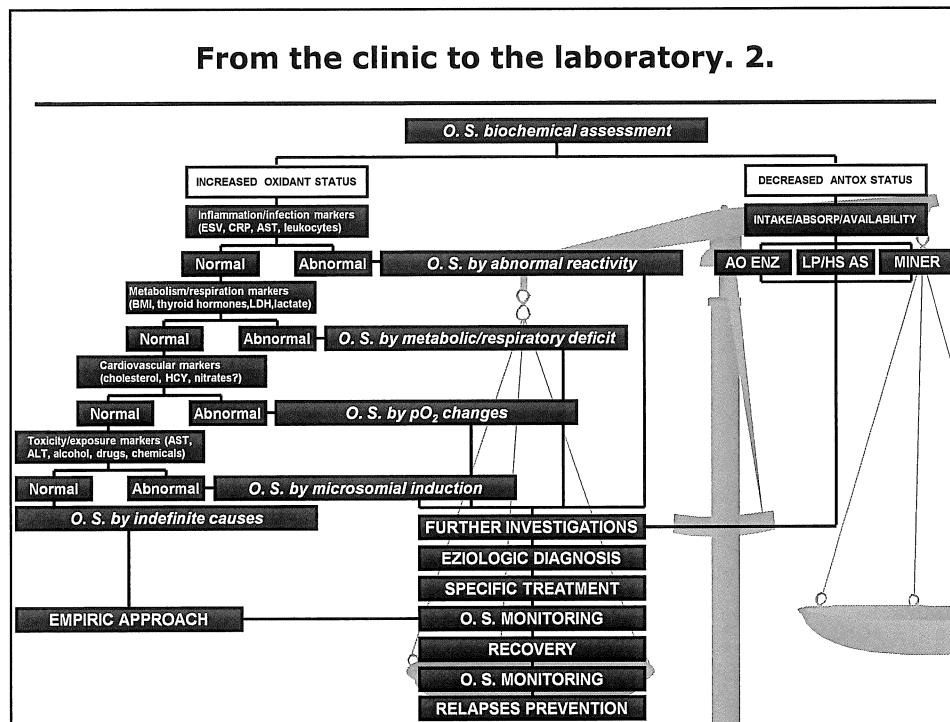 From the clinic to the laboratory. 2.
O. S. biochemical assessment
INCREASED OXIDANT STATUS
DECREASED ANTOX STATUS
Inflammation/infection markers
(ESV, CRP, AST, leukocytes)
INTAKE/ABSORP/AVAILABILITY
Normal
Abnormal
O. S. by abnormal reactivity
AO ENZ
LP/HS AS
MINER
Metabolism/respiration markers
(BMI, thyroid hormones,LDH,lactate)
Normal
Abnormal
O. S. by metabolic/respiratory deficit
Cardiovascular markers
(cholesterol, HCY, nitrates?)
Normal
Abnormal
O. S. by pO₂ changes
Toxicity/exposure markers (AST,
ALT, alcohol, drugs, chemicals)
Normal
Abnormal
O. S. by microsomial induction
O. S. by indefinite causes
FURTHER INVESTIGATIONS
EZIOLOGIC DIAGNOSIS
SPECIFIC TREATMENT
EMPIRIC APPROACH
O. S. MONITORING
RECOVERY
O. S. MONITORING
RELAPSES PREVENTION